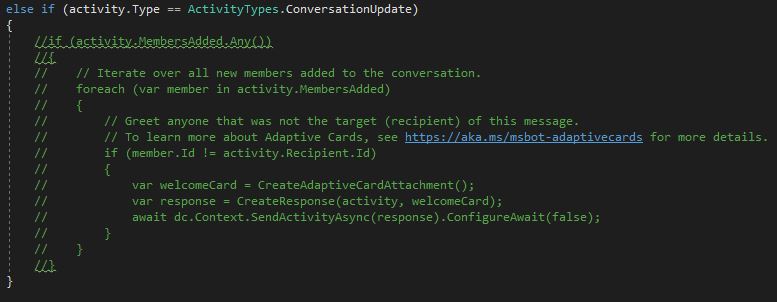 else if (activity.Type == ActivityTypes.ConversationUpdate)
{
    //if (activity.MembersAdded.Any())
    //{
    //    // Iterate over all new members added to the conversation.
    //    foreach (var member in activity.MembersAdded)
    //    {
    //        // Greet anyone that was not the target (recipient) of this message.
    //        // To learn more about Adaptive Cards, see https://aka.ms/msbot-adaptivecards for more details.
    //        if (member.Id != activity.Recipient.Id)
    //        {
    //            var welcomeCard = CreateAdaptiveCardAttachment();
    //            var response = CreateResponse(activity, welcomeCard);
    //            await dc.Context.SendActivityAsync(response).ConfigureAwait(false);
    //        }
    //    }
    //}
}